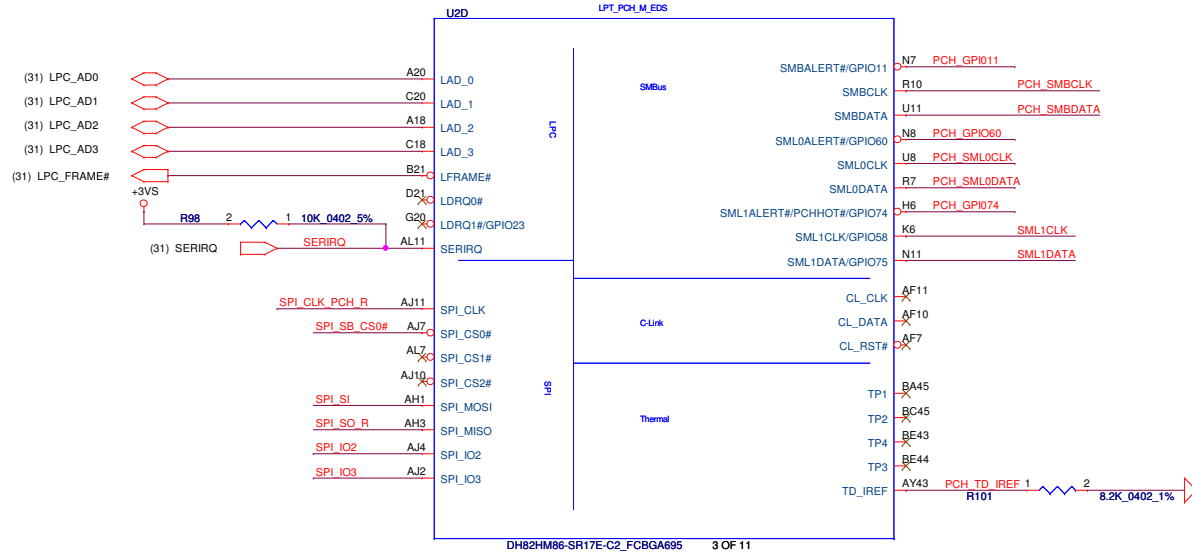 U2D
LPT_PCH_M_EDS
(31) LPC_AD0 A20 LAD_0
(31) LPC_AD1 C20 LAD_1
(31) LPC_AD2 A18 LAD_2
(31) LPC_AD3 C18 LAD_3
(31) LPC_FRAME# B21 LFRAME#
+3VS
D21 LDRQ0#
R98 2 1 10K_0402_5% G20 LDRQ1#/GPIO23
(31) SERIRQ SERIRQ AL11 SERIRQ
LPC
SPI_CLK_PCH_R AJ11 SPI_CLK
SPI_SB_CS0# AJ7 SPI_CS0#
AL7 SPI_CS1#
AJ10 SPI_CS2#
SPI_SI AH1 SPI_MOSI
SPI_SO_R AH3 SPI_MISO
SPI_IO2 AJ4 SPI_IO2
SPI_IO3 AJ2 SPI_IO3
SPI
SMBus
SMBALERT#/GPIO11 N7 PCH_GPI011
SMBCLK R10 PCH_SMBCLK
SMBDATA U11 PCH_SMBDATA
SML0ALERT#/GPIO60 N8 PCH_GPIO60
SML0CLK U8 PCH_SML0CLK
SML0DATA R7 PCH_SML0DATA
SML1ALERT#/PCHHOT#/GPIO74 H6 PCH_GPI074
SML1CLK/GPIO58 K6 SML1CLK
SML1DATA/GPIO75 N11 SML1DATA
C-Link
CL_CLK AF11
CL_DATA AF10
CL_RST# AF7
Thermal
TP1 BA45
TP2 BC45
TP4 BE43
TP3 BE44
TD_IREF AY43 PCH_TD_IREF 1 2
R101 8.2K_0402_1%
DH82HM86-SR17E-C2_FCBGA695 3 OF 11